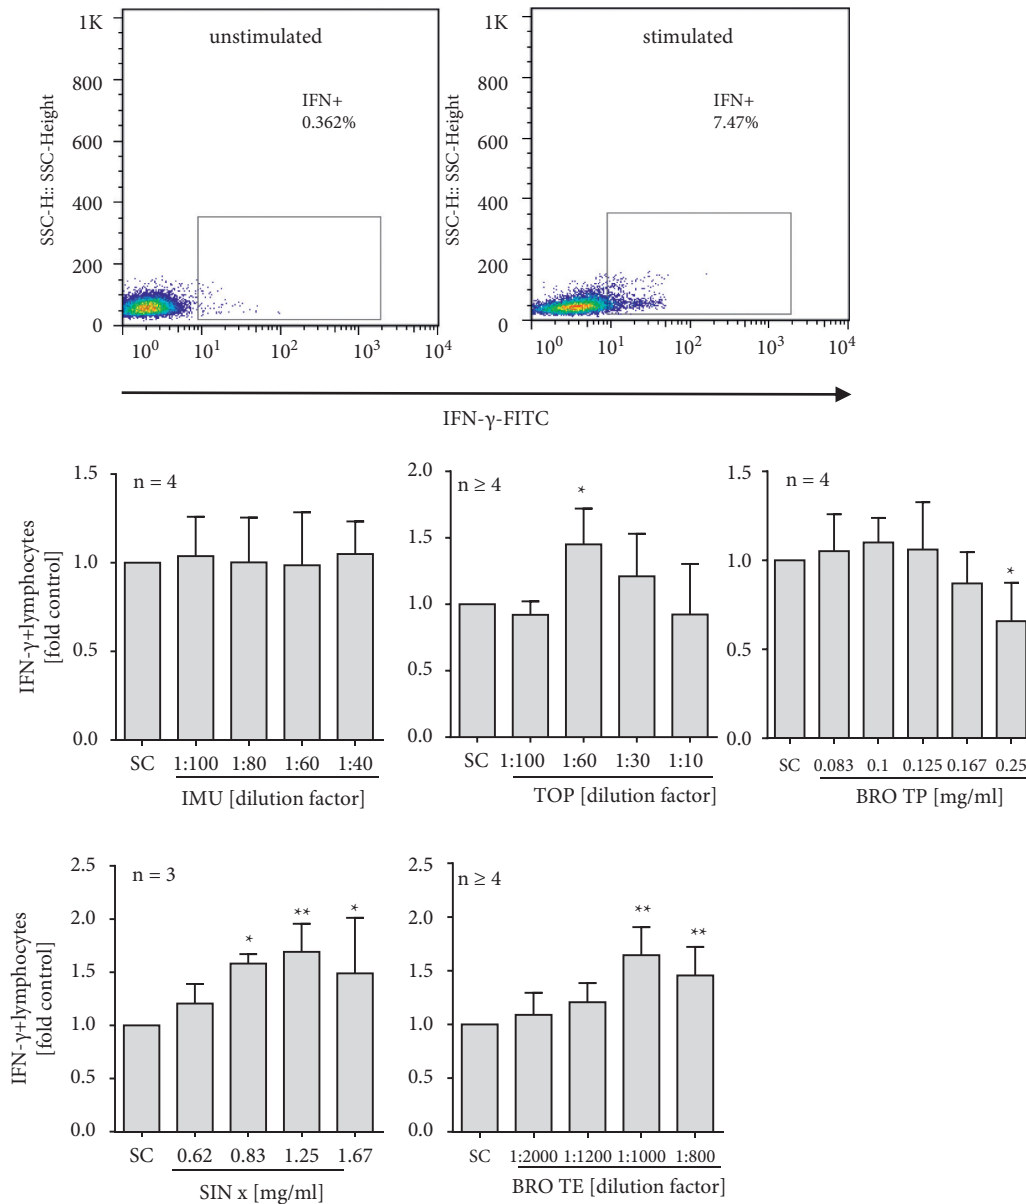 unstimulated
IFN+
0.362%
SSC-H:: SSC-Height
1K
800
600
400
200
0
10^0 10^1 10^2 10^3 10^4
stimulated
IFN+
7.47%
SSC-H:: SSC-Height
1K
800
600
400
200
0
10^0 10^1 10^2 10^3 10^4
IFN-γ-FITC
IFN-γ+lymphocytes
[fold control]
n = 4
1.5
1.0
0.5
0.0
SC 1:100 1:80 1:60 1:40
IMU [dilution factor]
n ≥ 4
*
2.0
1.5
1.0
0.5
0.0
SC 1:100 1:60 1:30 1:10
TOP [dilution factor]
n = 4
*
1.5
1.0
0.5
0.0
SC 0.083 0.1 0.125 0.167 0.25
BRO TP [mg/ml]
IFN-γ+lymphocytes
[fold control]
n = 3
* ** *
2.5
2.0
1.5
1.0
0.5
0.0
SC 0.62 0.83 1.25 1.67
SIN x [mg/ml]
n ≥ 4
** **
2.5
2.0
1.5
1.0
0.5
0.0
SC 1:2000 1:1200 1:1000 1:800
BRO TE [dilution factor]